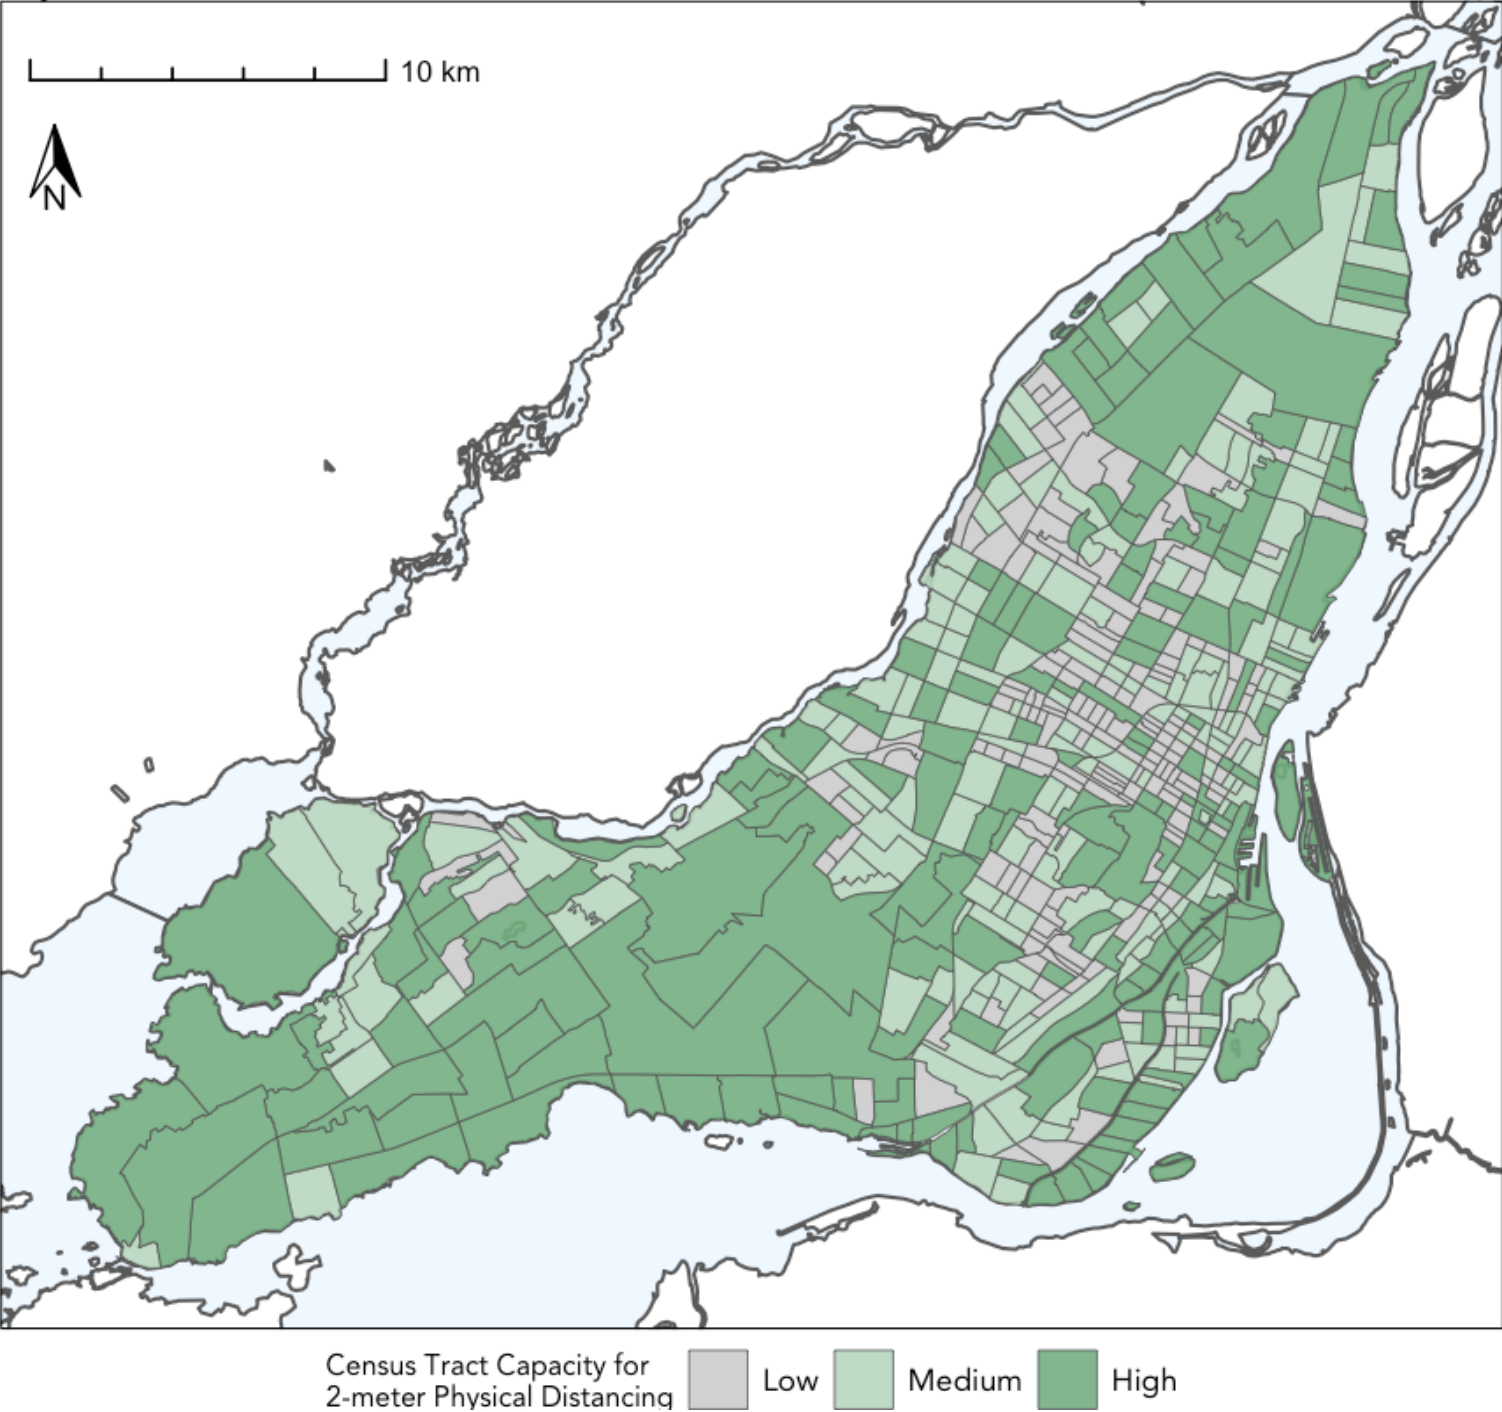 10 km
N
Census Tract Capacity for
2-meter Physical Distancing
Low
Medium
High